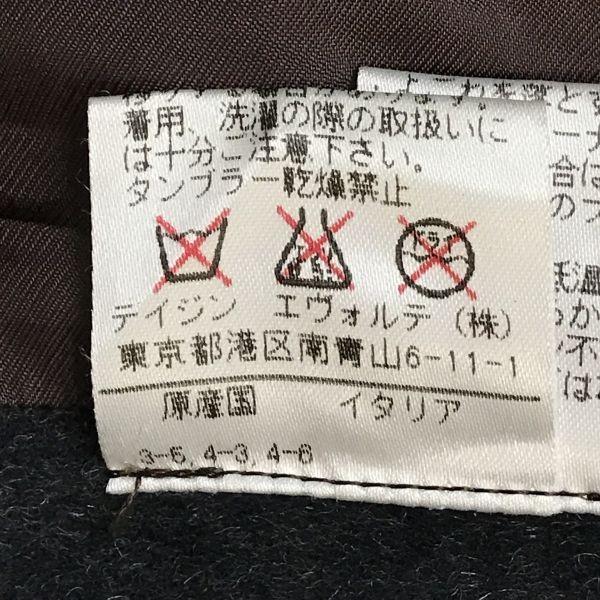 着用、洗濯の際の取扱いに
は十分ご注意下さい。
タンブラー乾燥禁止
ドライ
テイジン エヴォルテ (株)
東京都港区南青山6-11-1
原産国 イタリア
3-6,4-3,4-6